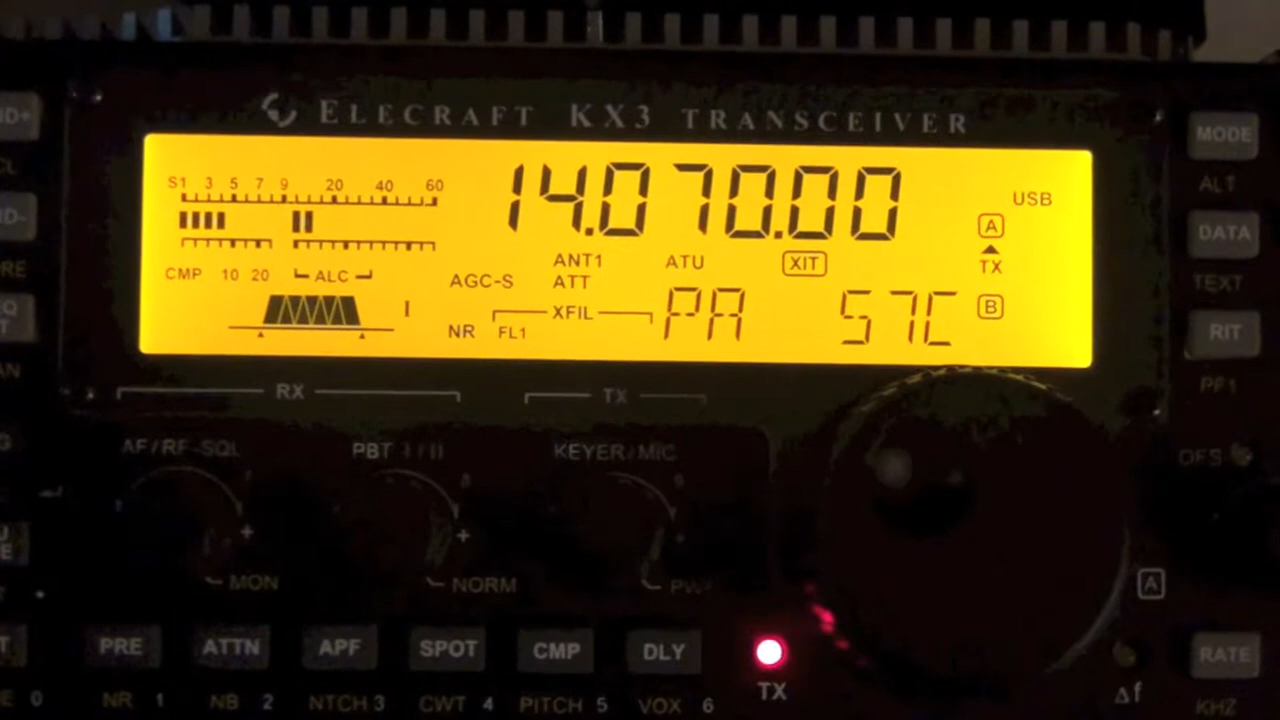 ELECRAFT KX3 TRANSCEIVER
S1 3 5 7 9 20 40 60
14.070.00
USB
A
TX
B
ANT1 ATU XIT
AGC-S ATT
CMP 10 20 ALC
I
NR FL1 XFIL
PA 57C
MODE
ALT
DATA
TEXT
RIT
PF1
OFS
RX TX
AF/RF-SQL PBT I/II KEYER/MIC
+ +
MON NORM
A
PRE ATTN APF SPOT CMP DLY
TX
RATE
Δf
KHZ
0 NR 1 NB 2 NTCH 3 CWT 4 PITCH 5 VOX 6